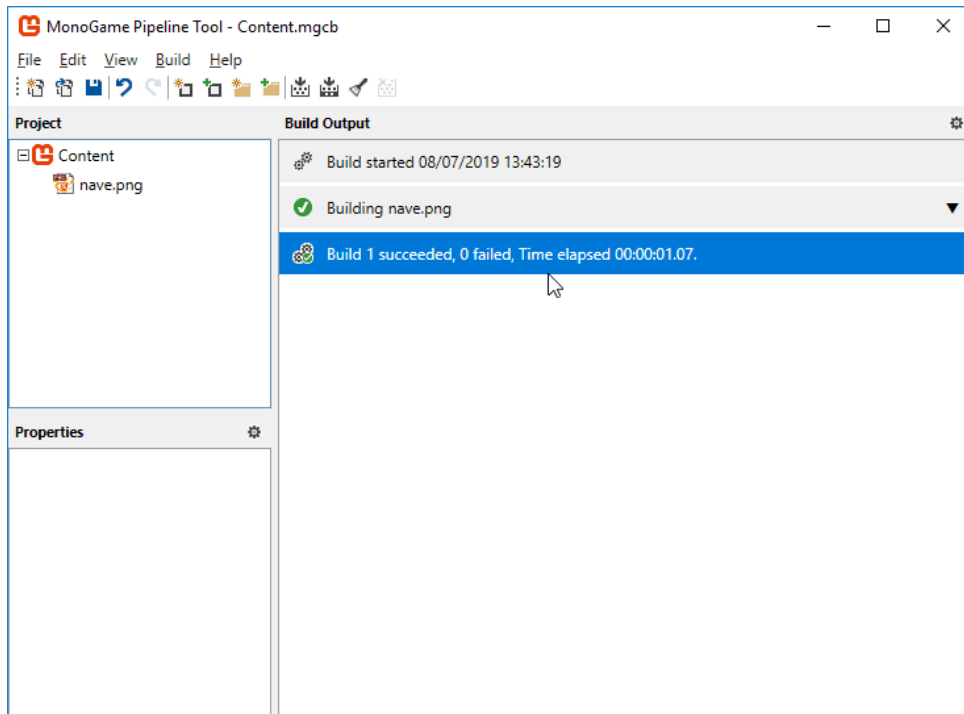 MonoGame Pipeline Tool - Content.mgcb
File Edit View Build Help
Project
Build Output
Content
nave.png
Build started 08/07/2019 13:43:19
Building nave.png
Build 1 succeeded, 0 failed, Time elapsed 00:00:01.07.
Properties